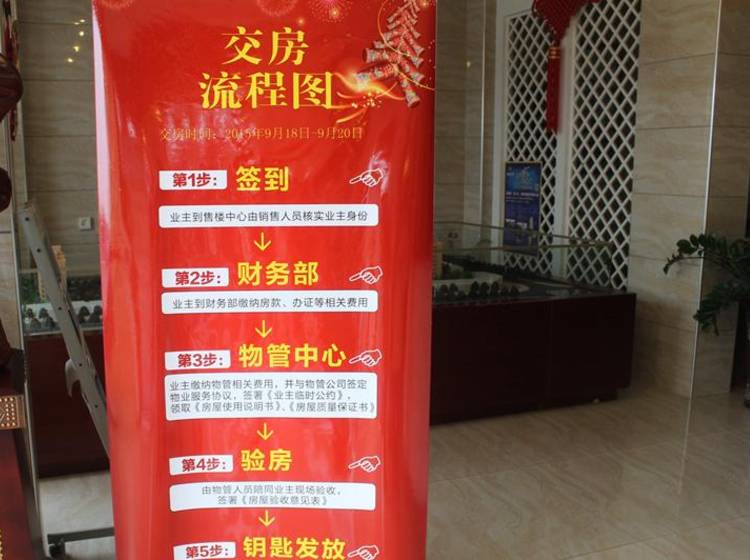 交房
流程图
交房时间：2015年9月18日-9月20日
第1步： 签到
业主到售楼中心由销售人员核实业主身份
第2步： 财务部
业主到财务部缴纳房款、办证等相关费用
第3步： 物管中心
业主缴纳物管相关费用，并与物管公司签定
物业服务协议，签署《业主临时公约》，
领取《房屋使用说明书》、《房屋质量保证书》
第4步： 验房
由物管人员陪同业主现场验收，
签署《房屋验收意见表》
第5步： 钥匙发放